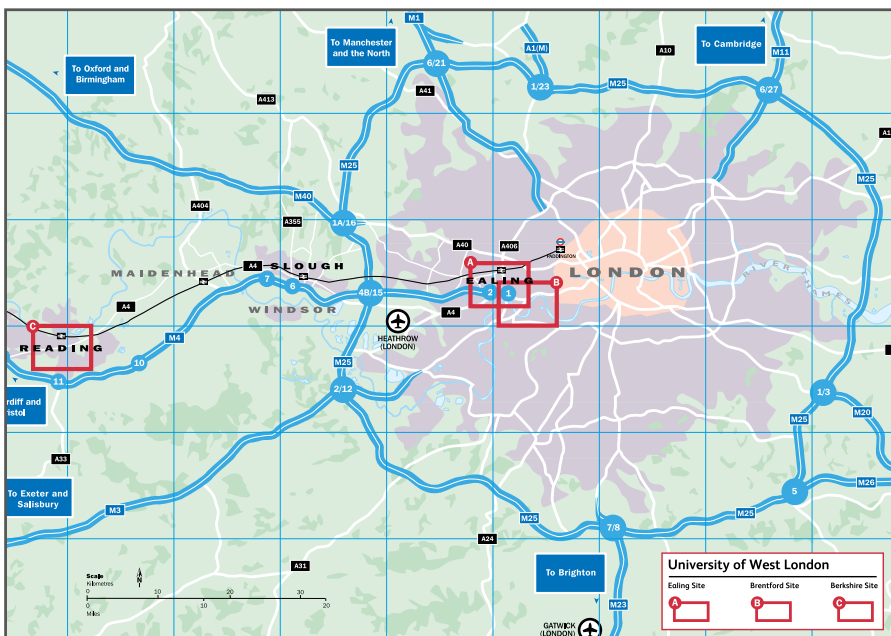 M1
To Manchester
and the North
A1(M)
A10
To Cambridge
M11
To Oxford and
Birmingham
6/21
1/23
M25
6/27
A413
A41
M25
M25
M40
A404
A355
1A/16
A40
A406
PADDINGTON
A
MAIDENHEAD
A4
SLOUGH
EALING
B
LONDON
RIVER THAMES
7
6
4B/15
2
1
WINDSOR
A4
A4
HEATHROW
(LONDON)
C
READING
M4
10
11
M25
2/12
1/3
M20
M25
A33
To Exeter and
Salisbury
M3
M25
7/8
M25
5
M26
A24
A31
To Brighton
M23
GATWICK
(LONDON)
Scale
Kilometres
N
0
10
20
30
0
10
20
Miles
University of West London
Ealing Site
Brentford Site
Berkshire Site
A
B
C